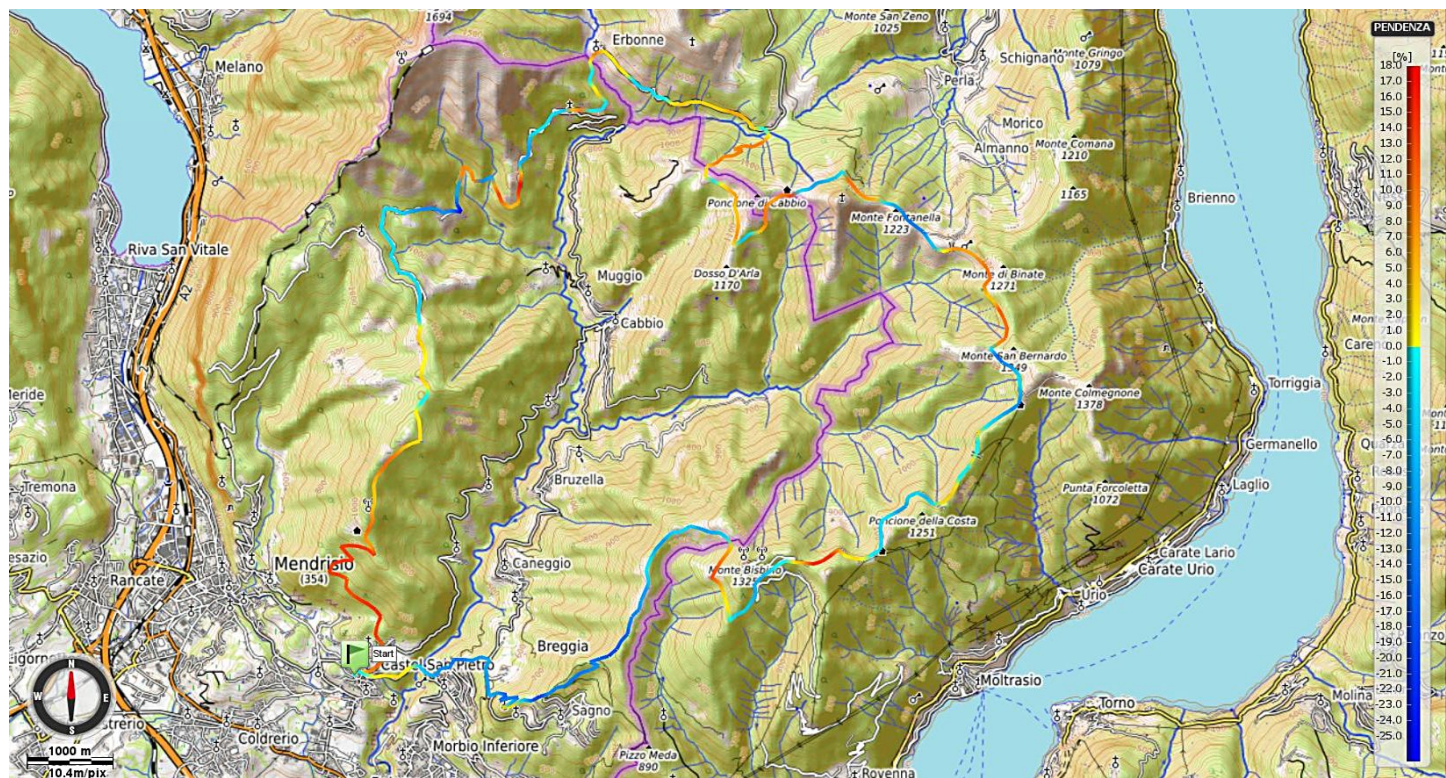 1694
Erbonne
Monte San Zeno
1025
PENDENZA
[%]
Melano
Schignano
Monte Gringo
1079
Perla
Morico
Almanno
Monte Comana
1210
1165
Brienno
Poncione di Cabbio
Monte Fontanella
1223
Riva San Vitale
A2
Muggio
Dosso D'Arla
1170
Monte di Binate
1271
Cabbio
Monte San Bernardo
1349
Monte Colmegnone
1378
Torriggia
Germanello
Laglio
Tremona
Bruzella
Punta Forcoletta
1072
Poncione della Costa
1251
Carate Lario
Carate Urio
Urio
Mendrisio
(354)
Rancate
Caneggio
Monte Bisbino
1325
Breggia
Start
Castel San Pietro
Sagno
Moltrasio
Torno
Coldrerio
Morbio Inferiore
Pizzo Meda
890
Rovenna
N
W
E
S
1000 m
10.4m/pix
18.0
16.0
15.0
14.0
13.0
12.0
11.0
10.0
9.0
8.0
7.0
6.0
5.0
4.0
3.0
2.0
1.0
0.0
-1.0
-2.0
-3.0
-4.0
-5.0
-6.0
-7.0
-8.0
-9.0
-10.0
-11.0
-12.0
-13.0
-14.0
-15.0
-16.0
-17.0
-18.0
-19.0
-20.0
-21.0
-22.0
-23.0
-24.0
-25.0